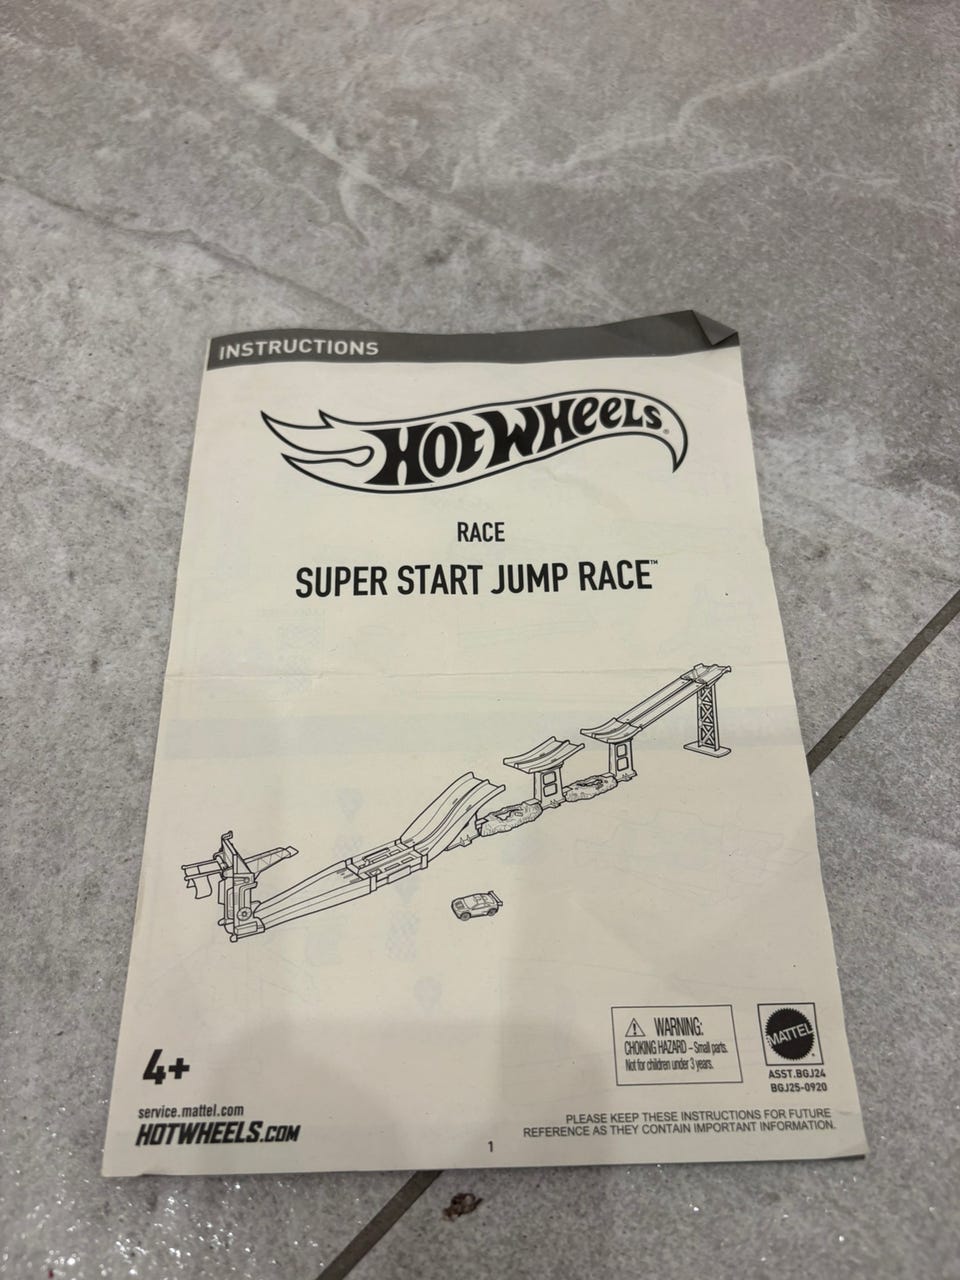 INSTRUCTIONS
HOT WHEELS®
RACE
SUPER START JUMP RACE™
WARNING:
CHOKING HAZARD – Small parts.
Not for children under 3 years.
MATTEL®
ASST.BGJ24
BGJ25-0920
4+
service.mattel.com
HOTWHEELS.COM
PLEASE KEEP THESE INSTRUCTIONS FOR FUTURE
REFERENCE AS THEY CONTAIN IMPORTANT INFORMATION.
1